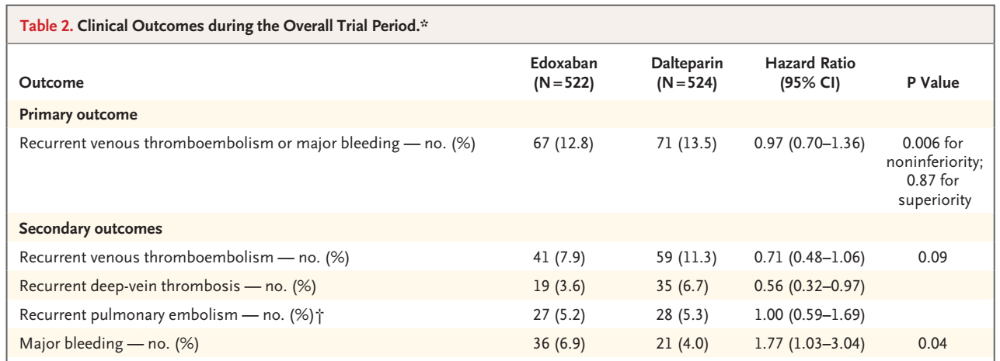 Table 2. Clinical Outcomes during the Overall Trial Period.*
Outcome Edoxaban (N=522) Dalteparin (N=524) Hazard Ratio (95% CI) P Value
Primary outcome
Recurrent venous thromboembolism or major bleeding — no. (%) 67 (12.8) 71 (13.5) 0.97 (0.70–1.36) 0.006 for
noninferiority;
0.87 for
superiority
Secondary outcomes
Recurrent venous thromboembolism — no. (%) 41 (7.9) 59 (11.3) 0.71 (0.48–1.06) 0.09
Recurrent deep-vein thrombosis — no. (%) 19 (3.6) 35 (6.7) 0.56 (0.32–0.97)
Recurrent pulmonary embolism — no. (%)† 27 (5.2) 28 (5.3) 1.00 (0.59–1.69)
Major bleeding — no. (%) 36 (6.9) 21 (4.0) 1.77 (1.03–3.04) 0.04